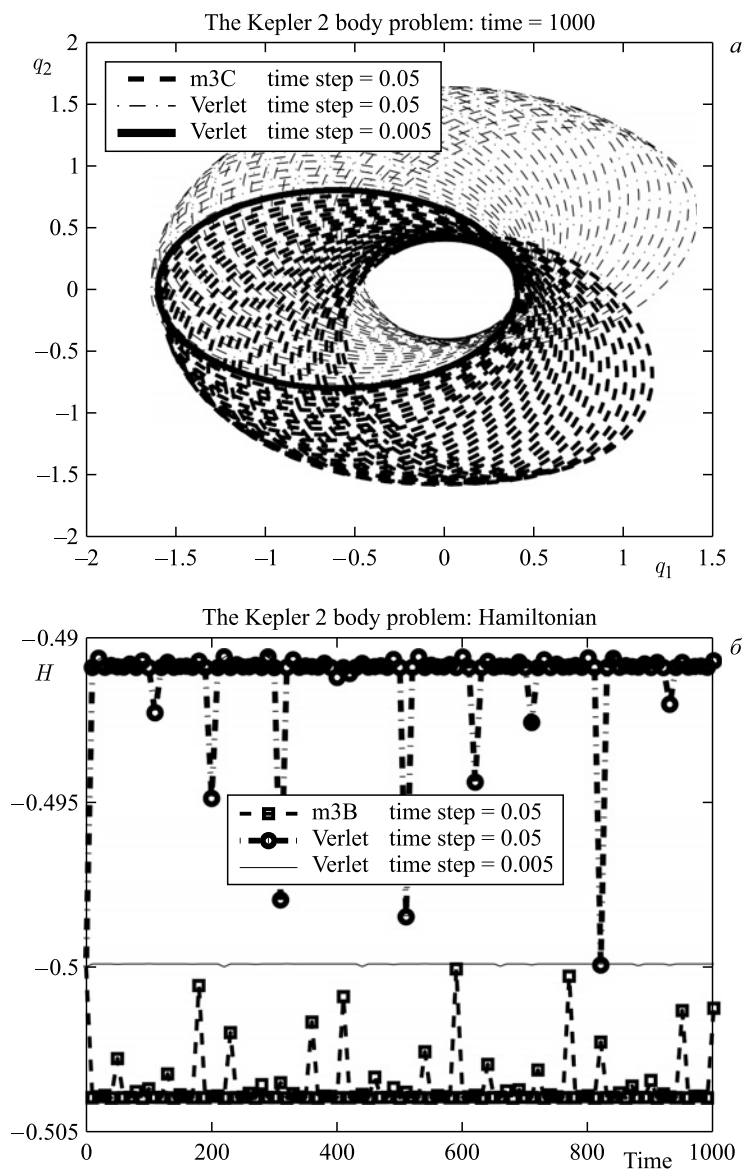 The Kepler 2 body problem: time = 1000
a
2
q2
m3C time step = 0.05
1.5
Verlet time step = 0.05
Verlet time step = 0.005
1
0.5
0
−0.5
−1
−1.5
−2
−2 −1.5 −1 −0.5 0 0.5 1 1.5
q1
The Kepler 2 body problem: Hamiltonian
−0.49
H
б
−0.495
m3B time step = 0.05
Verlet time step = 0.05
Verlet time step = 0.005
−0.5
−0.505
0 200 400 600 800 1000
Time